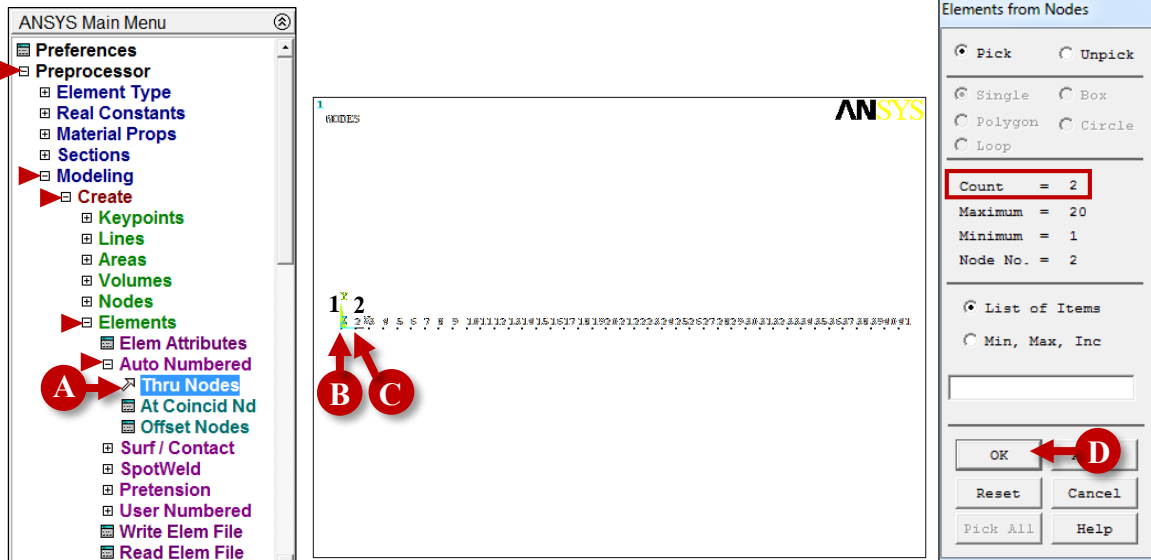 ANSYS Main Menu
Preferences
Preprocessor
Element Type
Real Constants
Material Props
Sections
Modeling
Create
Keypoints
Lines
Areas
Volumes
Nodes
Elements
Elem Attributes
Auto Numbered
A
Thru Nodes
At Coincid Nd
Offset Nodes
Surf / Contact
SpotWeld
Pretension
User Numbered
Write Elem File
Read Elem File
1
NODES
ANSYS
1
2
B
C
Elements from Nodes
Pick Unpick
Single Box
Polygon Circle
Loop
Count = 2
Maximum = 20
Minimum = 1
Node No. = 2
List of Items
Min, Max, Inc
OK
D
Reset Cancel
Pick All Help